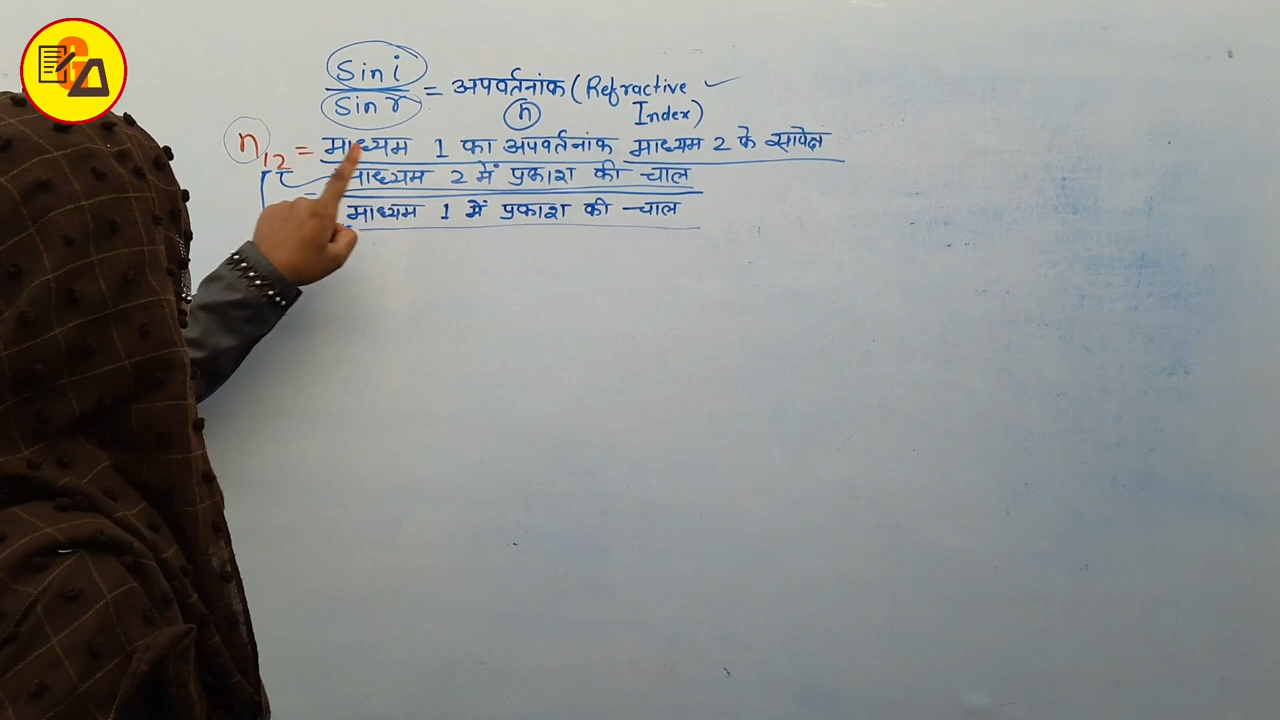 Sin i
Sin r = अपवर्तनांक (Refractive
(n) Index)
n12 = माध्यम 1 का अपवर्तनांक माध्यम 2 के सापेक्ष
= माध्यम 2 में प्रकाश की चाल
माध्यम 1 में प्रकाश की चाल